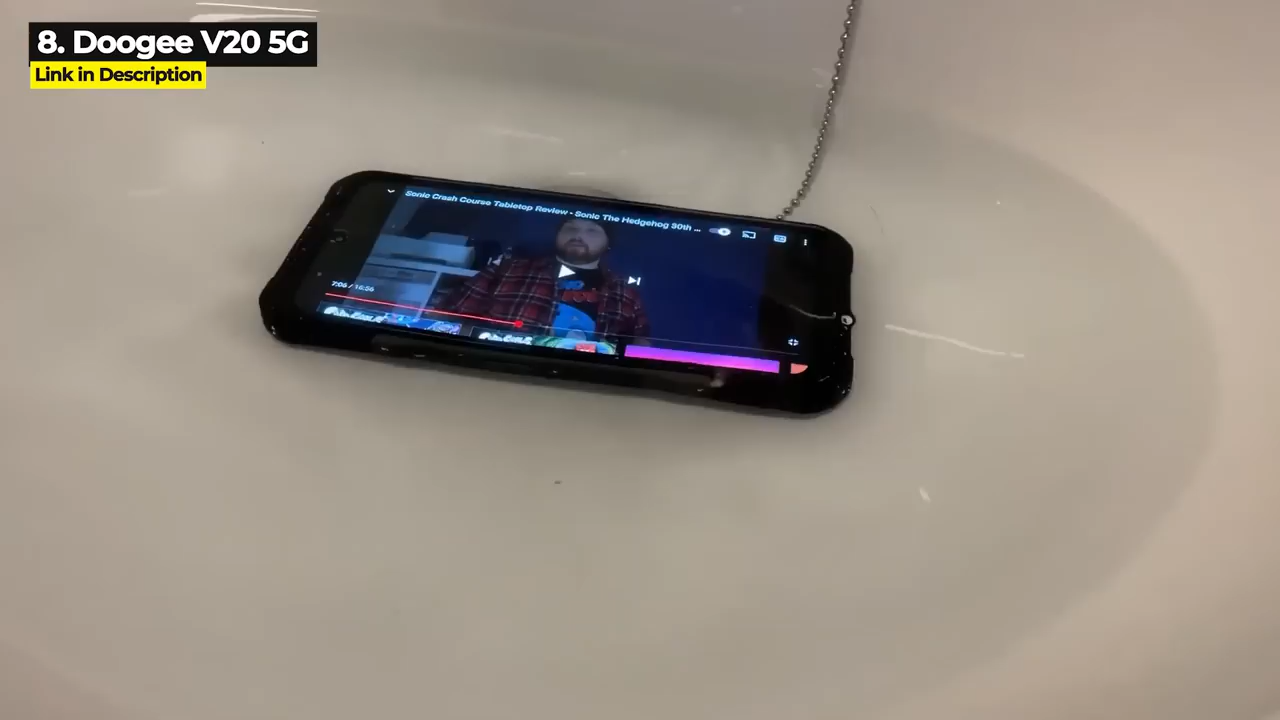 8. Doogee V20 5G
Link in Description
Sonic Crash Course Tabletop Review - Sonic The Hedgehog 30th ...
7:06 / 16:56